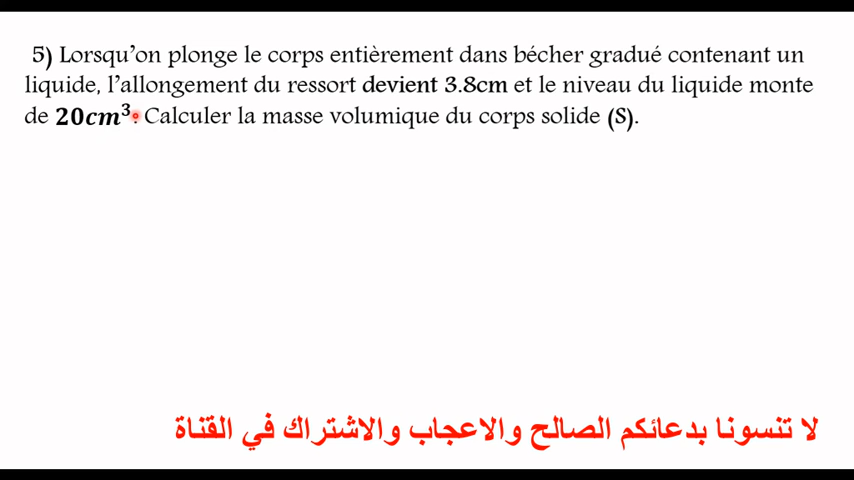 5) Lorsqu'on plonge le corps entièrement dans bécher gradué contenant un
liquide, l'allongement du ressort devient 3.8cm et le niveau du liquide monte
de 20cm³. Calculer la masse volumique du corps solide (S).
لا تنسونا بدعائكم الصالح والاعجاب والاشتراك في القناة